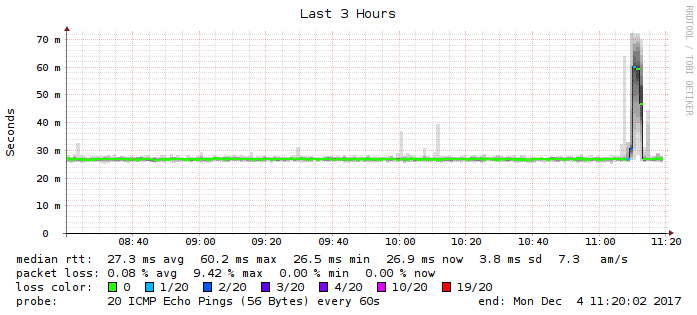 Last 3 Hours
RRDTOOL / TOBI OETIKER
Seconds
70 m
60 m
50 m
40 m
30 m
20 m
10 m
0
08:40 09:00 09:20 09:40 10:00 10:20 10:40 11:00 11:20
median rtt: 27.3 ms avg 60.2 ms max 26.5 ms min 26.9 ms now 3.8 ms sd 7.3 am/s
packet loss: 0.08 % avg 9.42 % max 0.00 % min 0.00 % now
loss color: 0 1/20 2/20 3/20 4/20 10/20 19/20
probe: 20 ICMP Echo Pings (56 Bytes) every 60s end: Mon Dec 4 11:20:02 2017